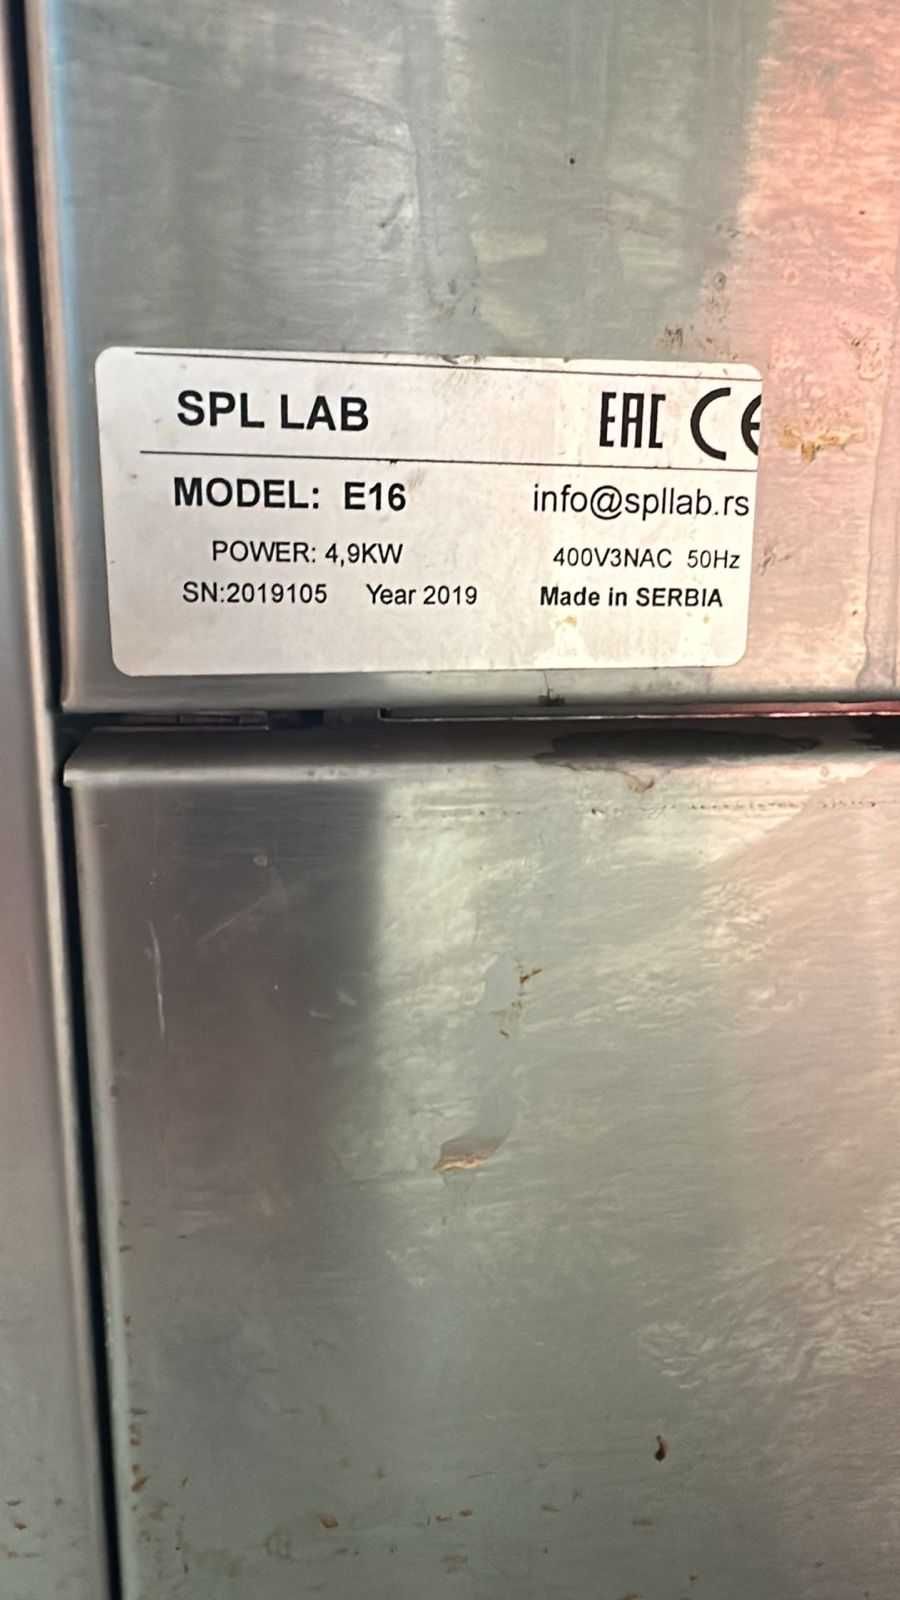 SPL LAB EAC CE
MODEL: E16 info@spllab.rs
POWER: 4,9KW 400V3NAC 50Hz
SN:2019105 Year 2019 Made in SERBIA